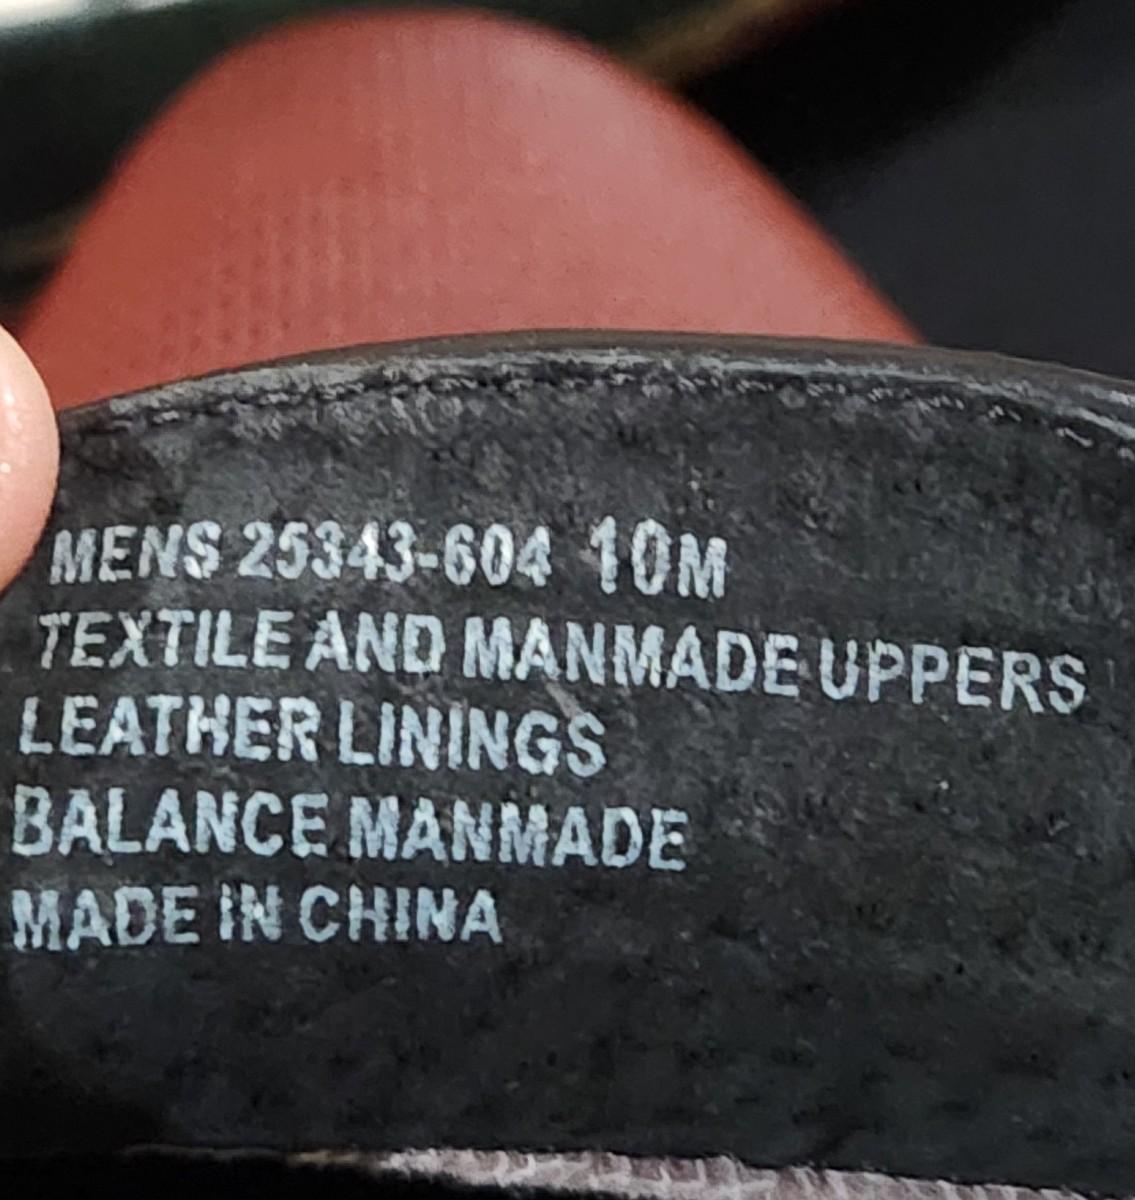 MENS 25343-604 10M
TEXTILE AND MANMADE UPPERS
LEATHER LININGS
BALANCE MANMADE
MADE IN CHINA